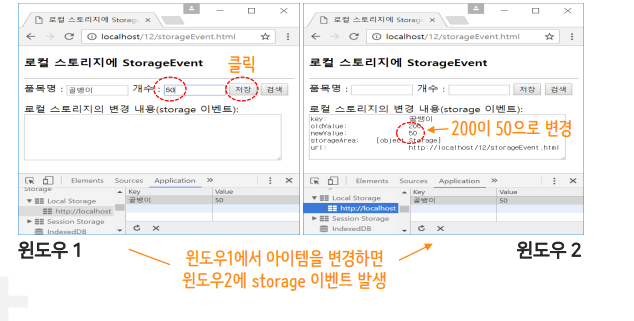 로컬 스토리지에 Storage
localhost/12/storageEvent.html
로컬 스토리지에 StorageEvent
클릭
품목명 : 골뱅이 개수 : 50 저장 검색
로컬 스토리지의 변경 내용(storage 이벤트):
Elements Sources Application »
Storage
Local Storage
http://localhost
Session Storage
IndexedDB
Key Value
골뱅이 50
윈도우 1
로컬 스토리지에 Storage
localhost/12/storageEvent.html
로컬 스토리지에 StorageEvent
품목명 : 개수 : 저장 검색
로컬 스토리지의 변경 내용(storage 이벤트):
key: 골뱅이
oldValue: 200
newValue: 50
storageArea: [object Storage]
url: http://localhost/12/storageEvent.html
200이 50으로 변경
Elements Sources Application »
Local Storage
http://localhost
Session Storage
IndexedDB
Key Value
골뱅이 50
윈도우 2
윈도우1에서 아이템을 변경하면
윈도우2에 storage 이벤트 발생